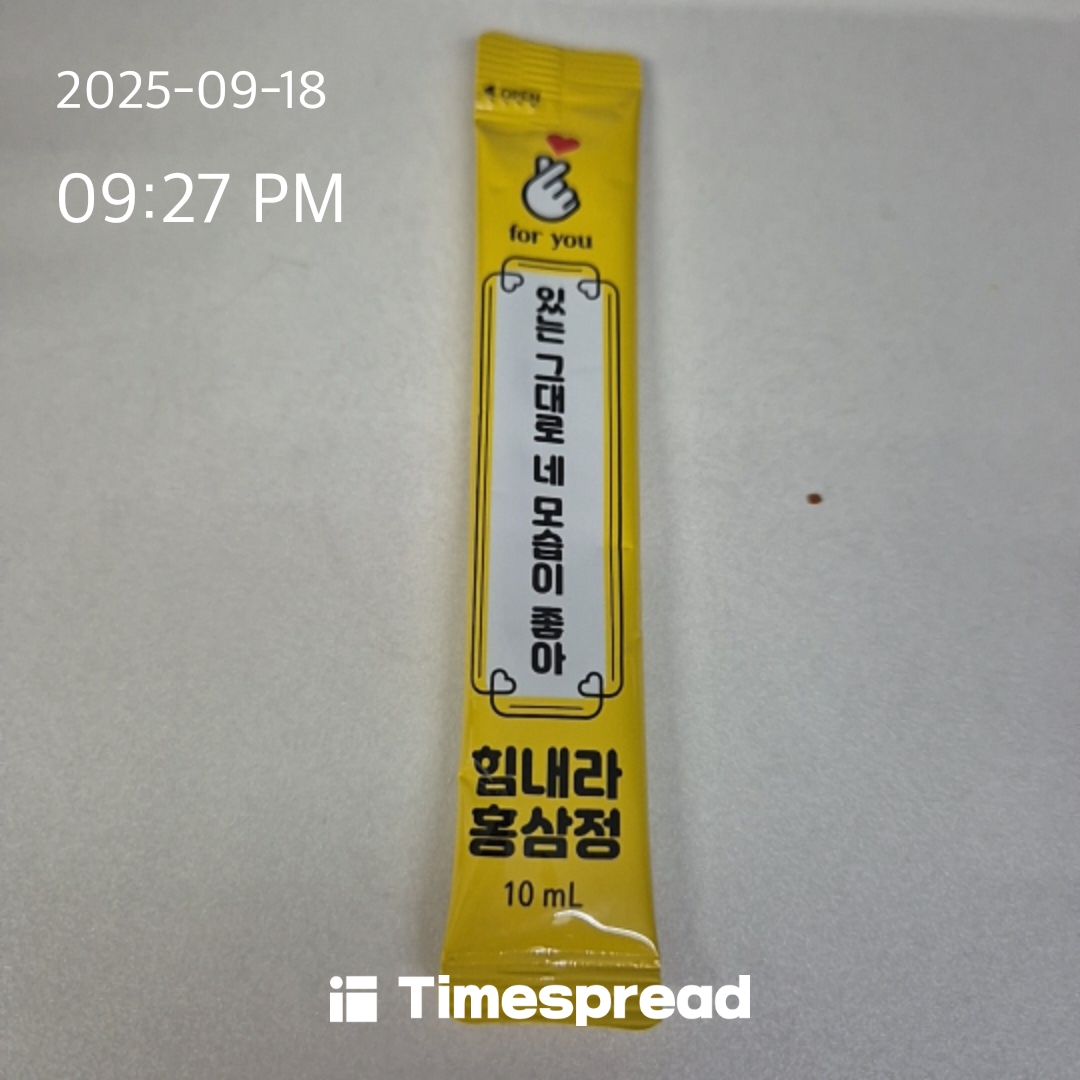 2025-09-18
09:27 PM
OPEN
for you
있는 그대로 네 모습이 좋아
힘내라
홍삼정
10 mL
Timespread